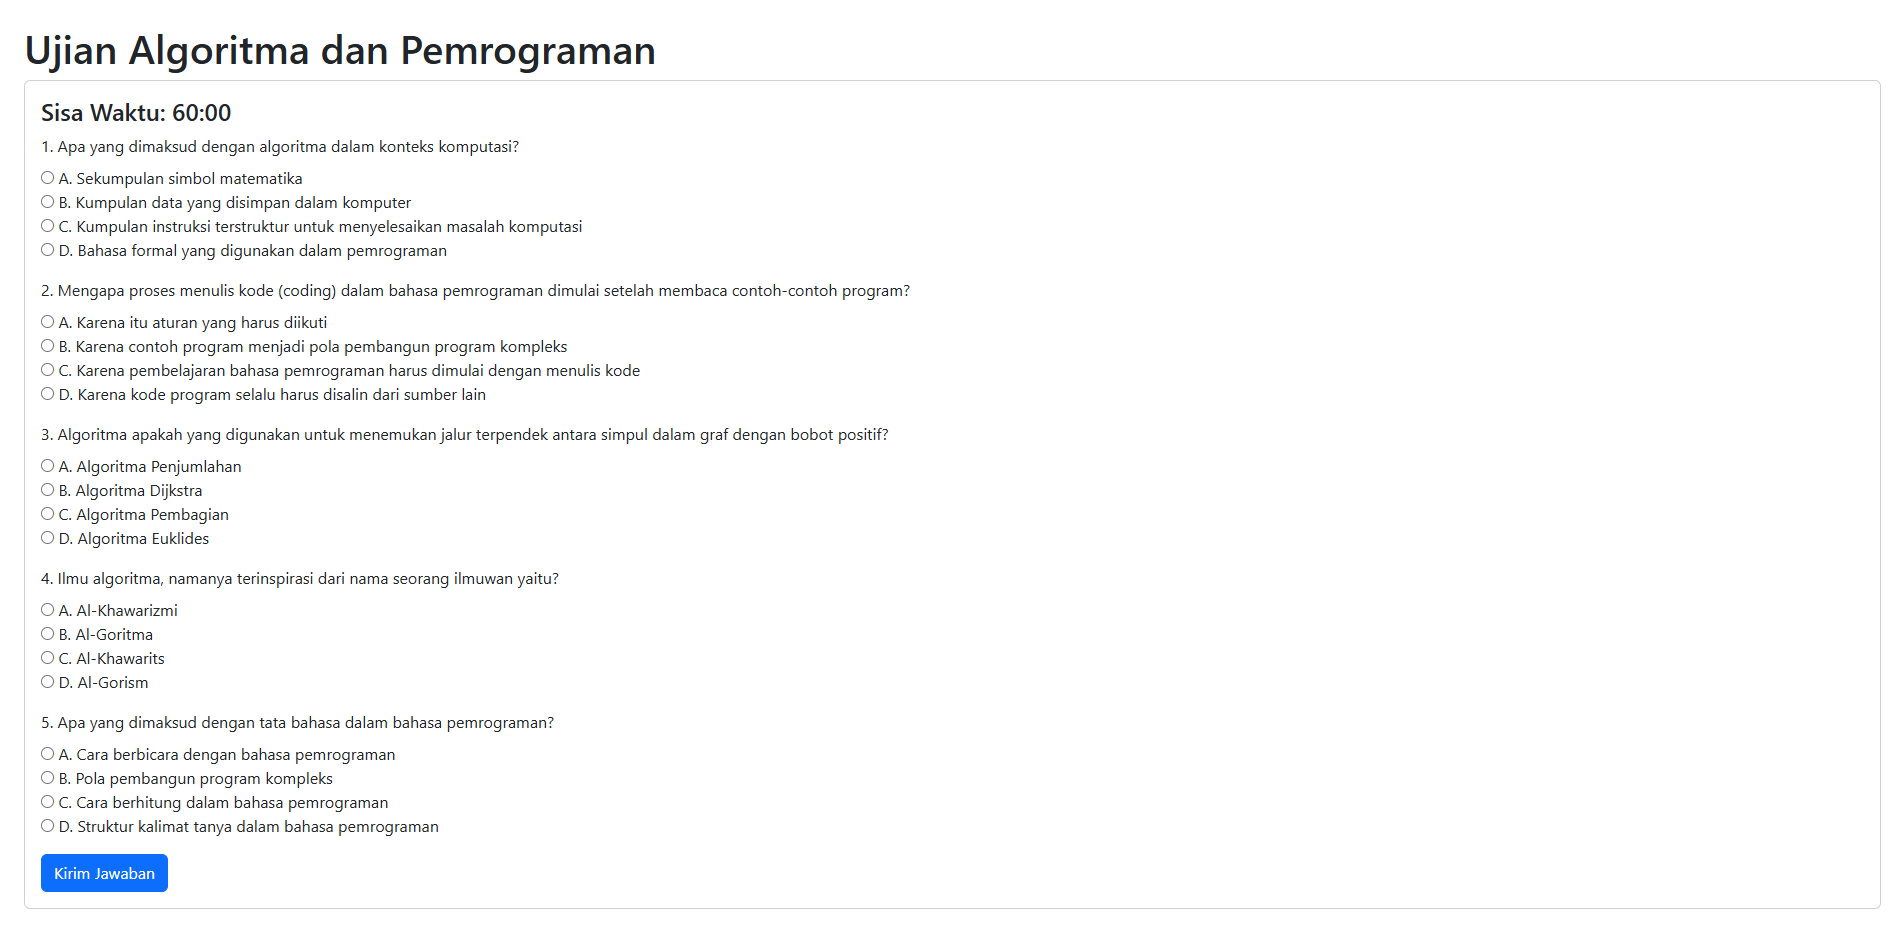 Ujian Algoritma dan Pemrograman
Sisa Waktu: 60:00
1. Apa yang dimaksud dengan algoritma dalam konteks komputasi?
A. Sekumpulan simbol matematika
B. Kumpulan data yang disimpan dalam komputer
C. Kumpulan instruksi terstruktur untuk menyelesaikan masalah komputasi
D. Bahasa formal yang digunakan dalam pemrograman
2. Mengapa proses menulis kode (coding) dalam bahasa pemrograman dimulai setelah membaca contoh-contoh program?
A. Karena itu aturan yang harus diikuti
B. Karena contoh program menjadi pola pembangun program kompleks
C. Karena pembelajaran bahasa pemrograman harus dimulai dengan menulis kode
D. Karena kode program selalu harus disalin dari sumber lain
3. Algoritma apakah yang digunakan untuk menemukan jalur terpendek antara simpul dalam graf dengan bobot positif?
A. Algoritma Penjumlahan
B. Algoritma Dijkstra
C. Algoritma Pembagian
D. Algoritma Euklides
4. Ilmu algoritma, namanya terinspirasi dari nama seorang ilmuwan yaitu?
A. Al-Khawarizmi
B. Al-Goritma
C. Al-Khawarits
D. Al-Gorism
5. Apa yang dimaksud dengan tata bahasa dalam bahasa pemrograman?
A. Cara berbicara dengan bahasa pemrograman
B. Pola pembangun program kompleks
C. Cara berhitung dalam bahasa pemrograman
D. Struktur kalimat tanya dalam bahasa pemrograman
Kirim Jawaban